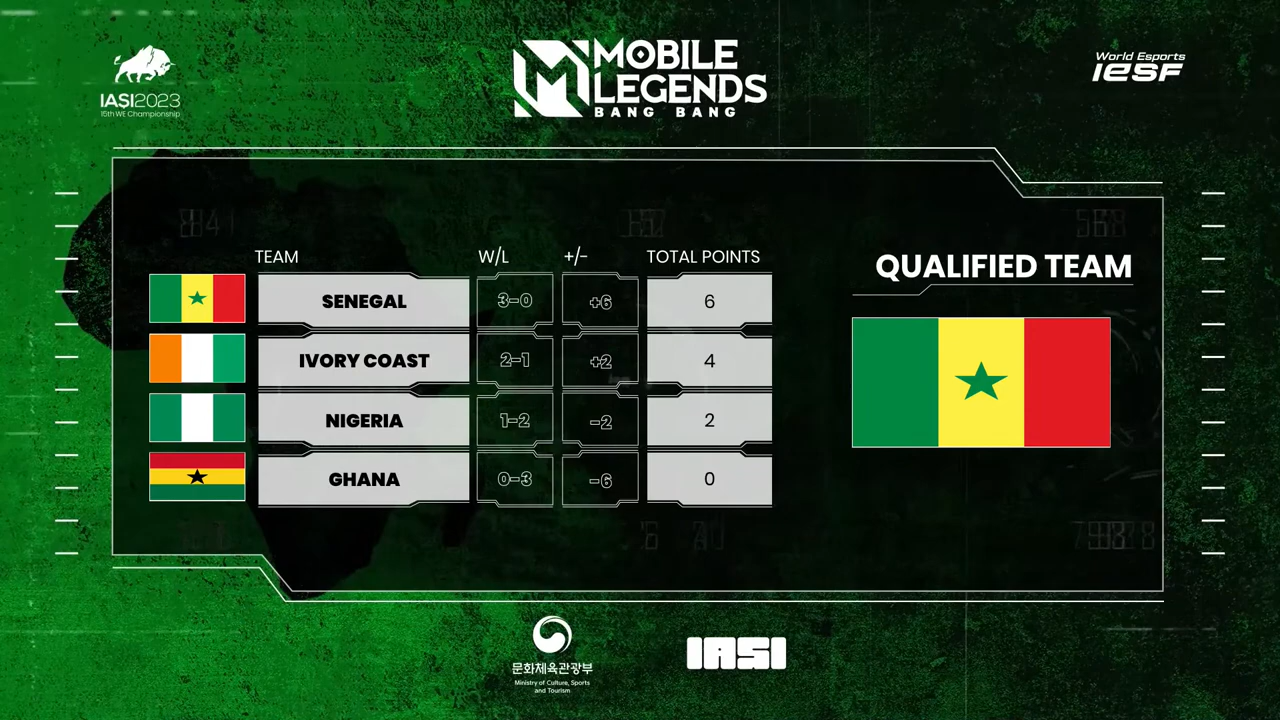 IASI2023
15th WE Championship
MOBILE
LEGENDS
BANG BANG
World Esports
IESF
TEAM W/L +/- TOTAL POINTS
SENEGAL 3-0 +6 6
IVORY COAST 2-1 +2 4
NIGERIA 1-2 -2 2
GHANA 0-3 -6 0
QUALIFIED TEAM
문화체육관광부
Ministry of Culture, Sports
and Tourism
IASI